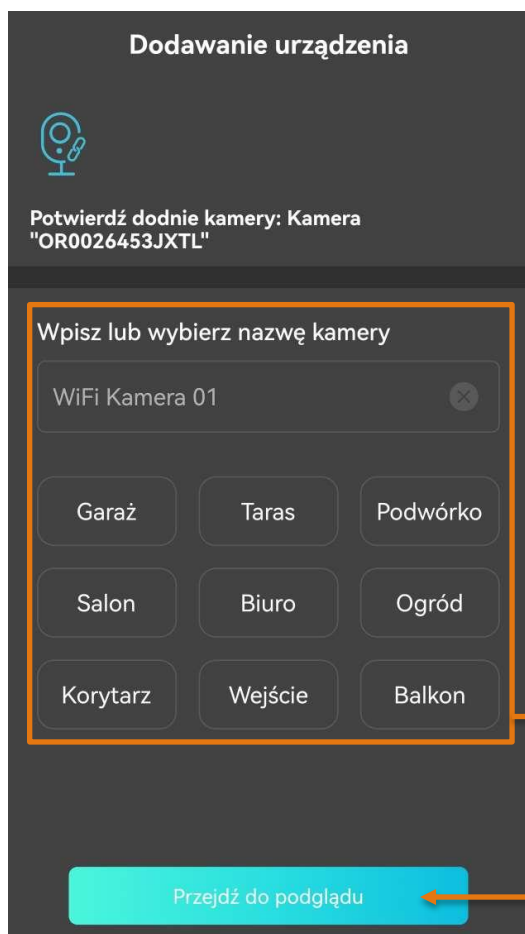 Dodawanie urządzenia
Potwierdź dodnie kamery: Kamera
"OR0026453JXTL"
Wpisz lub wybierz nazwę kamery
WiFi Kamera 01
Garaż Taras Podwórko
Salon Biuro Ogród
Korytarz Wejście Balkon
Przejdź do podglądu